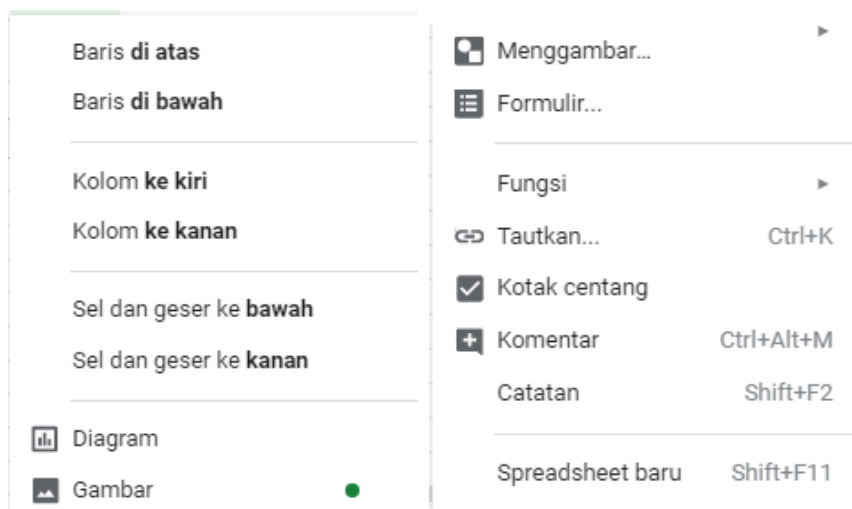 Baris di atas
Baris di bawah
Kolom ke kiri
Kolom ke kanan
Sel dan geser ke bawah
Sel dan geser ke kanan
Diagram
Gambar
Menggambar...
Formulir...
Fungsi
Tautkan... Ctrl+K
Kotak centang
Komentar Ctrl+Alt+M
Catatan Shift+F2
Spreadsheet baru Shift+F11